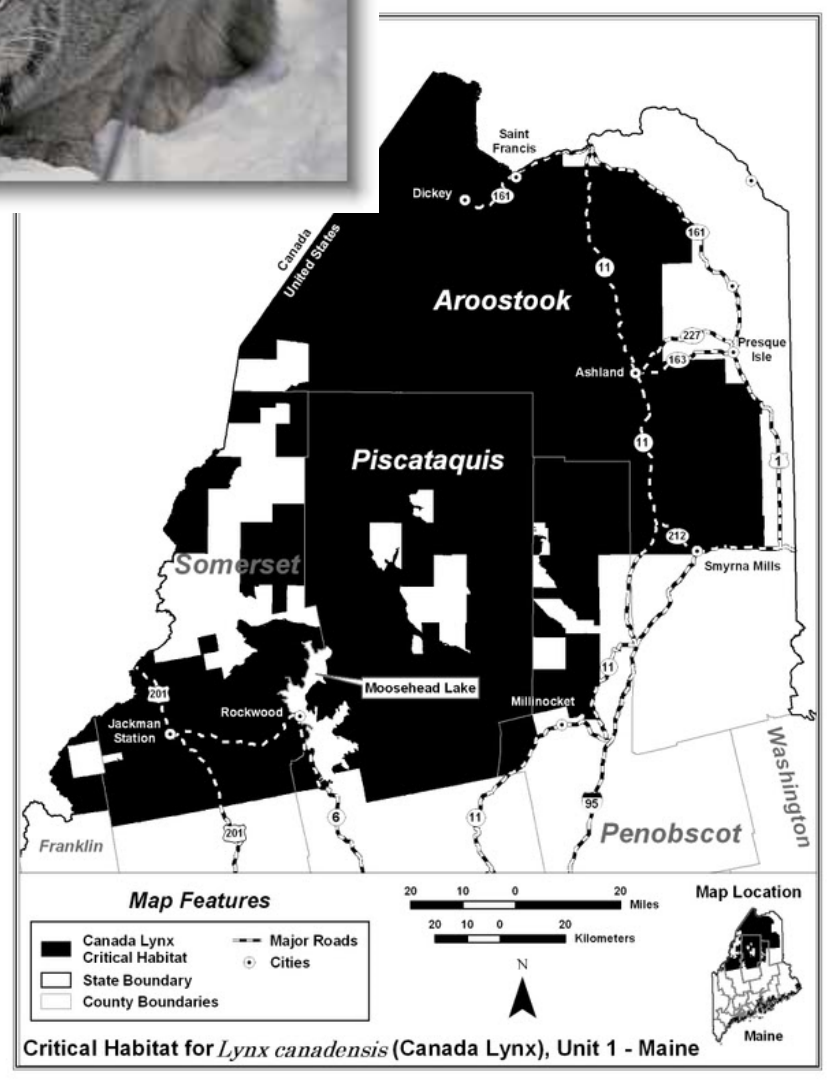 Saint
Francis
Dickey
161
161
Canada
United States
11
Aroostook
227
Presque
Isle
163
Ashland
11
Piscataquis
1
212
Somerset
Smyrna Mills
11
Moosehead Lake
201
Rockwood
Millinocket
Jackman
Station
Washington
95
6
11
201
Penobscot
Franklin
Map Features
Canada Lynx
Critical Habitat
State Boundary
County Boundaries
Major Roads
Cities
20 10 0 20
Miles
20 10 0 20
Kilometers
N
Map Location
Maine
Critical Habitat for Lynx canadensis (Canada Lynx), Unit 1 - Maine